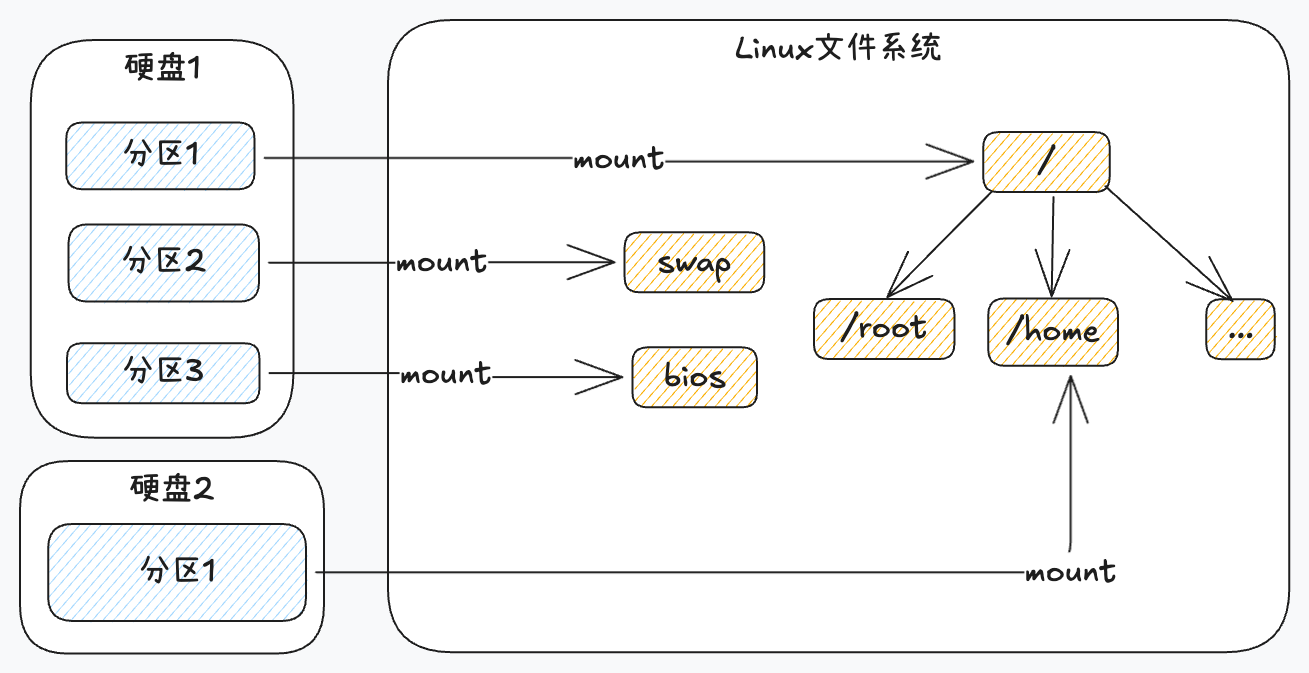 硬盘1
分区1
分区2
分区3
硬盘2
分区1
Linux文件系统
mount
/
mount
swap
/root
/home
...
mount
bios
mount